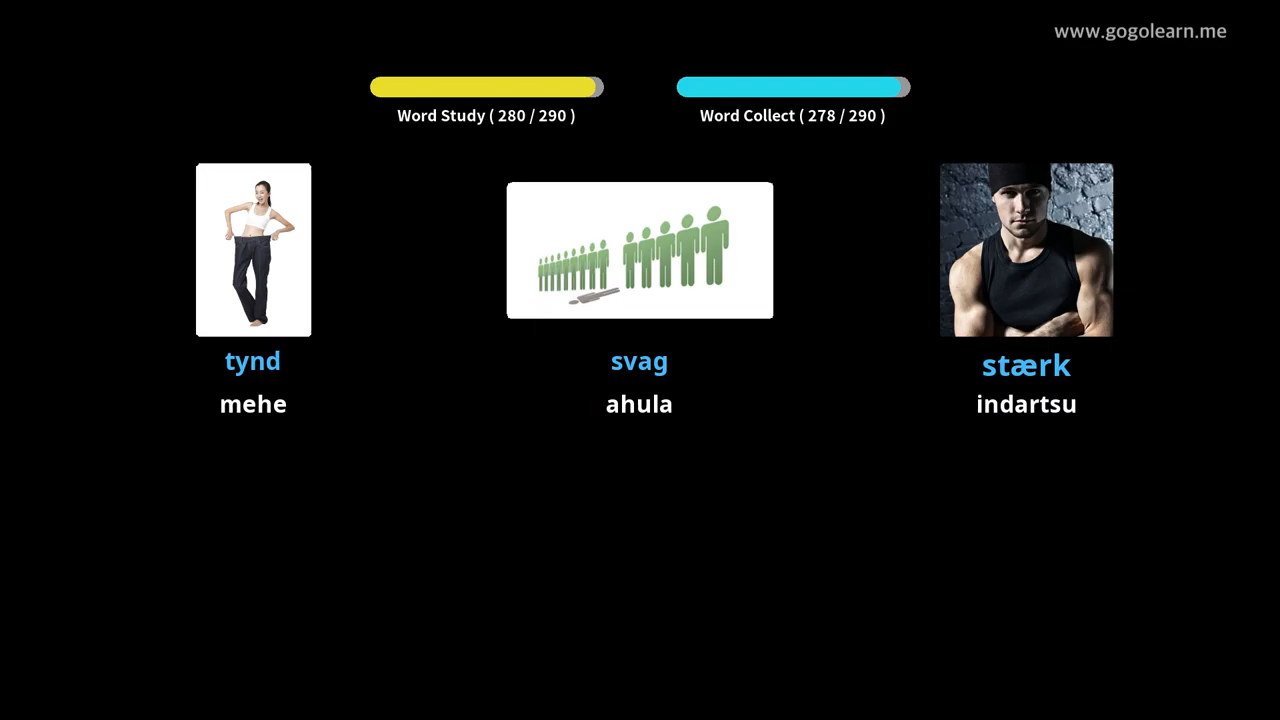 www.gogolearn.me
Word Study ( 280 / 290 )
Word Collect ( 278 / 290 )
tynd
svag
stærk
mehe
ahula
indartsu